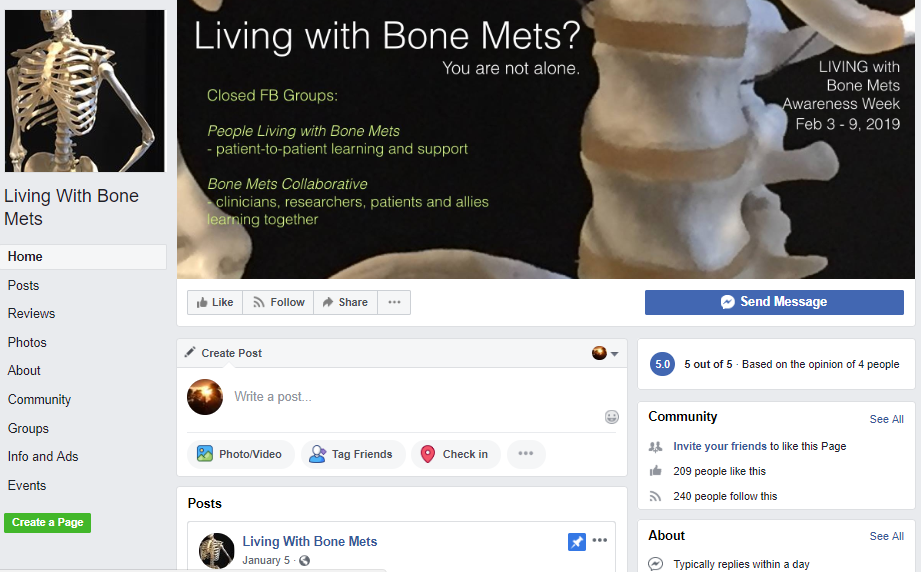 Living with Bone Mets?
You are not alone.
Closed FB Groups:
People Living with Bone Mets
- patient-to-patient learning and support
Bone Mets Collaborative
- clinicians, researchers, patients and allies
learning together
LIVING with
Bone Mets
Awareness Week
Feb 3 - 9, 2019
Living With Bone
Mets
Home
Posts
Reviews
Photos
About
Community
Groups
Info and Ads
Events
Create a Page
Like
Follow
Share
Send Message
Create Post
Write a post...
Photo/Video
Tag Friends
Check in
Posts
Living With Bone Mets
January 5 ·
5.0
5 out of 5 · Based on the opinion of 4 people
Community
See All
Invite your friends to like this Page
209 people like this
240 people follow this
About
See All
Typically replies within a day